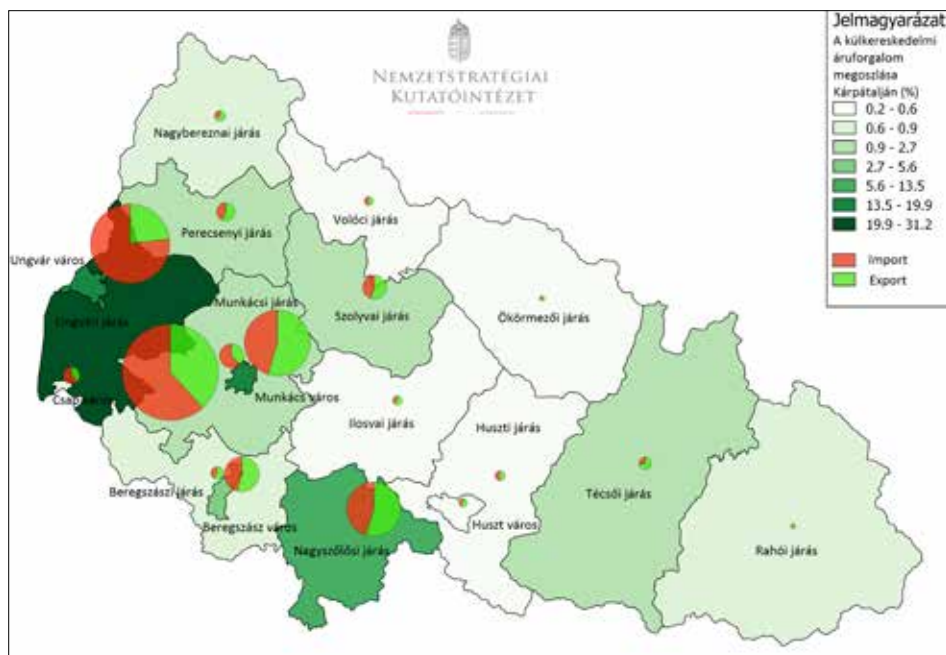 NEMZETSTRATÉGIAI
KUTATÓINTÉZET
Jelmagyarázat
A külkereskedelmi
áruforgalom
megoszlása
Kárpátalján (%)
0.2 - 0.6
0.6 - 0.9
0.9 - 2.7
2.7 - 5.6
5.6 - 13.5
13.5 - 19.9
19.9 - 31.2
Import
Export
Nagybereznai járás
Perecsenyi járás
Volóci járás
Ungvár város
Munkácsi járás
Szolyvai járás
Ökörmezői járás
Ungvári járás
Csap város
Munkács város
Ilosvai járás
Huszti járás
Beregszászi járás
Técsői járás
Beregszász város
Huszt város
Nagyszőlősi járás
Rahói járás